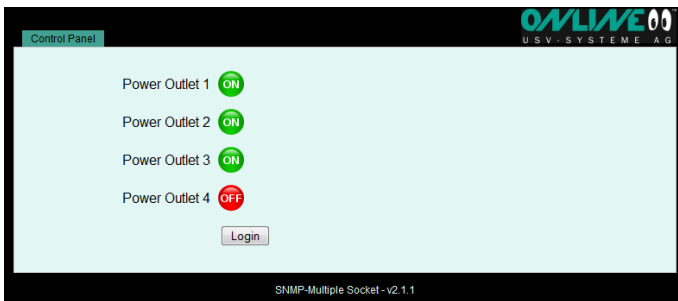 ONLINE
USV-SYSTEME AG
Control Panel
Power Outlet 1 ON
Power Outlet 2 ON
Power Outlet 3 ON
Power Outlet 4 OFF
Login
SNMP-Multiple Socket - v2.1.1